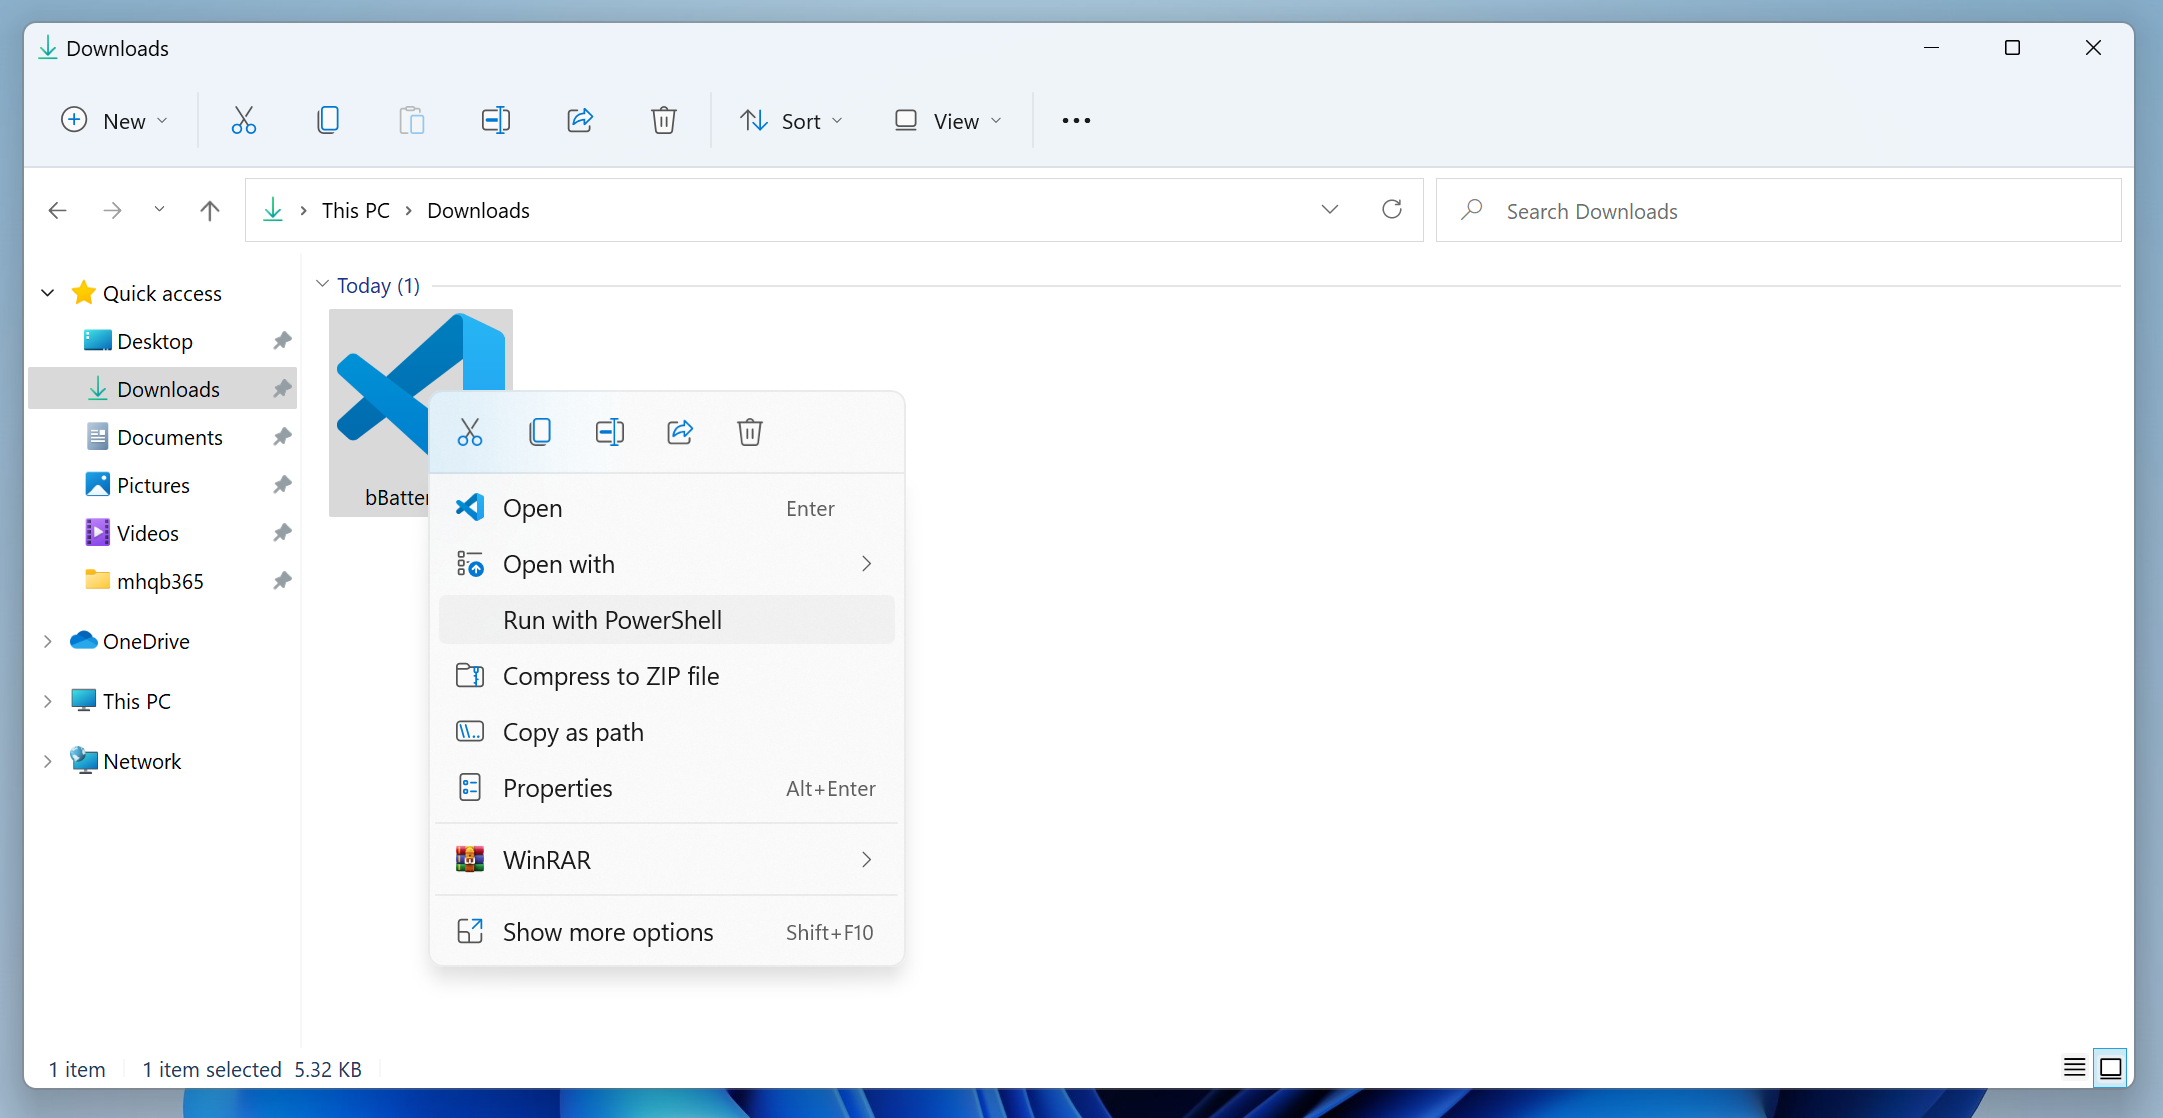 Downloads
New
Sort
View
This PC
Downloads
Search Downloads
Quick access
Desktop
Downloads
Documents
Pictures
Videos
mhqb365
OneDrive
This PC
Network
Today (1)
Open Enter
Open with
Run with PowerShell
Compress to ZIP file
Copy as path
Properties Alt+Enter
WinRAR
Show more options Shift+F10
1 item 1 item selected 5.32 KB